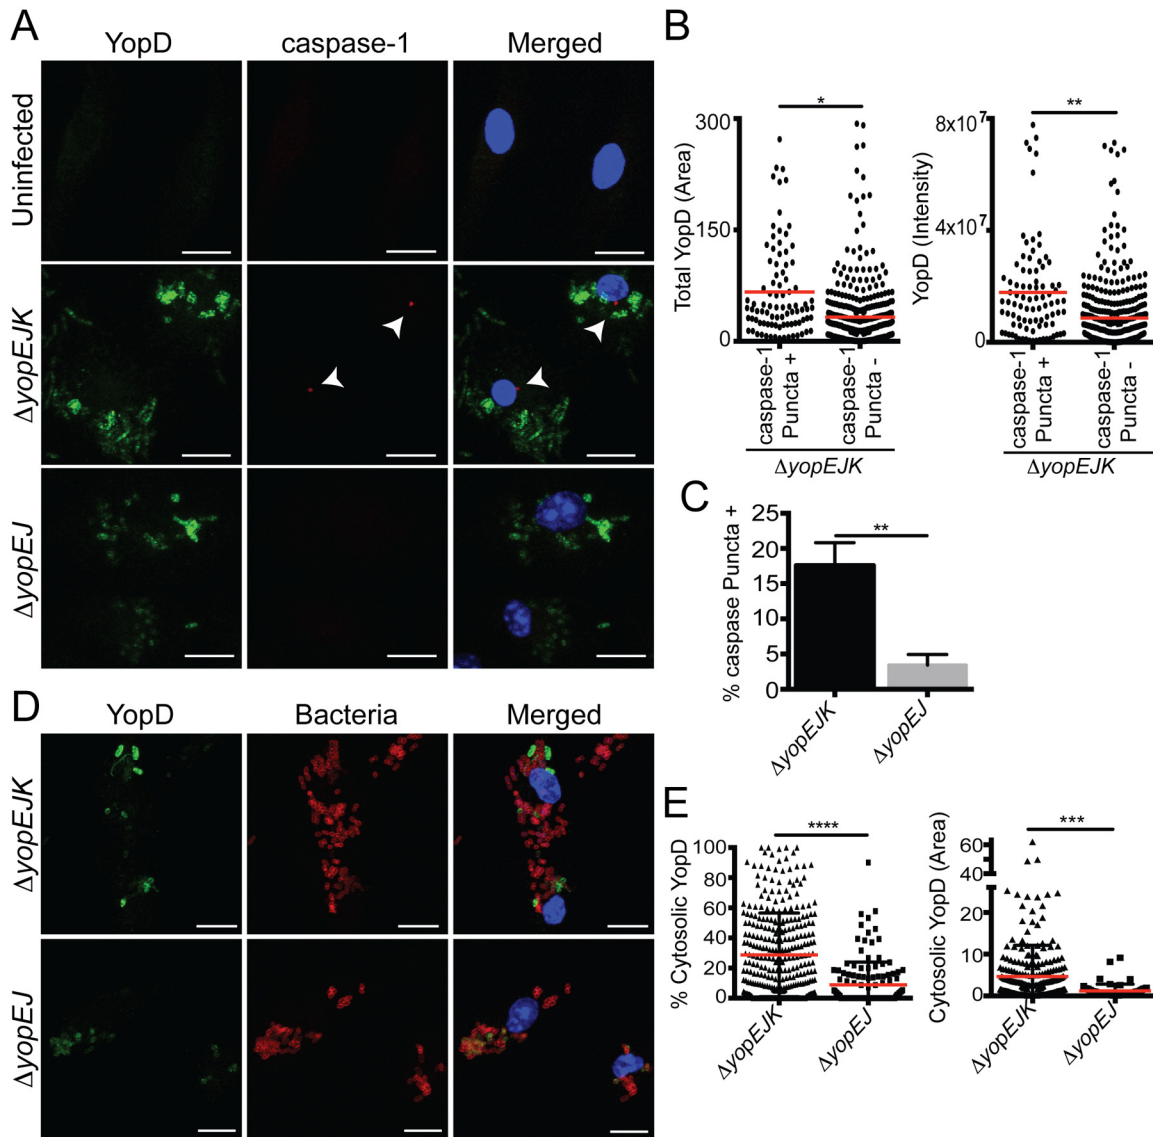 A
YopD
caspase-1
Merged
Uninfected
ΔyopEJK
ΔyopEJ
B
*
Total YopD (Area)
300
150
0
caspase-1
Puncta +
caspase-1
Puncta -
ΔyopEJK
**
YopD (Intensity)
8x10⁷
4x10⁷
0
caspase-1
Puncta +
caspase-1
Puncta -
ΔyopEJK
C
**
% caspase Puncta +
25
20
15
10
5
0
ΔyopEJK
ΔyopEJ
D
YopD
Bacteria
Merged
ΔyopEJK
ΔyopEJ
E
****
% Cytosolic YopD
100
80
60
40
20
0
ΔyopEJK
ΔyopEJ
***
Cytosolic YopD (Area)
60
40
20
10
0
ΔyopEJK
ΔyopEJ